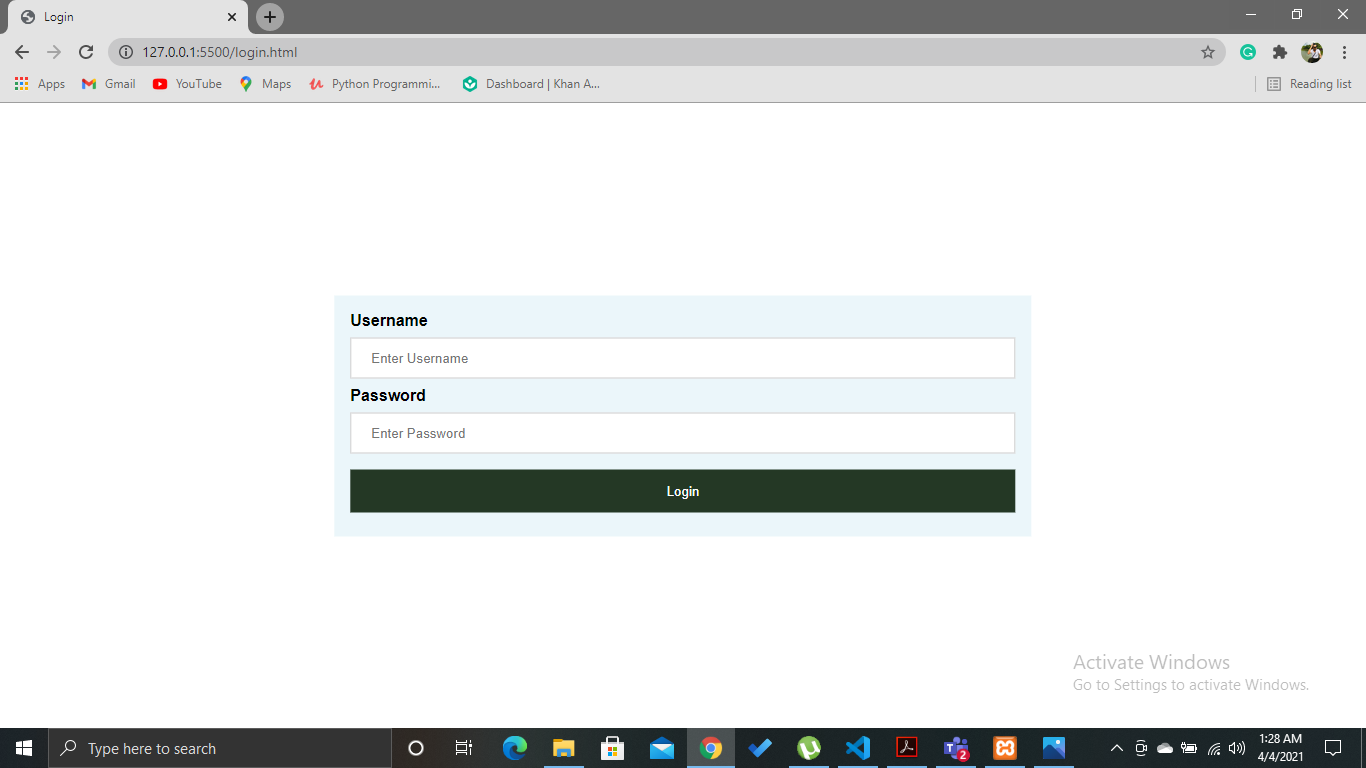 Login
127.0.0.1:5500/login.html
Apps Gmail YouTube Maps Python Programmi... Dashboard | Khan A... Reading list
Username
Enter Username
Password
Enter Password
Login
Activate Windows
Go to Settings to activate Windows.
Type here to search
2
1:28 AM
4/4/2021